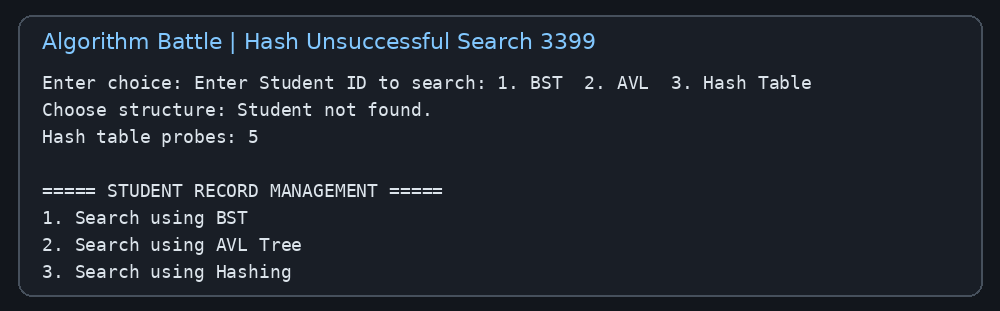 Algorithm Battle | Hash Unsuccessful Search 3399
Enter choice: Enter Student ID to search: 1. BST  2. AVL  3. Hash Table
Choose structure: Student not found.
Hash table probes: 5
===== STUDENT RECORD MANAGEMENT =====
1. Search using BST
2. Search using AVL Tree
3. Search using Hashing